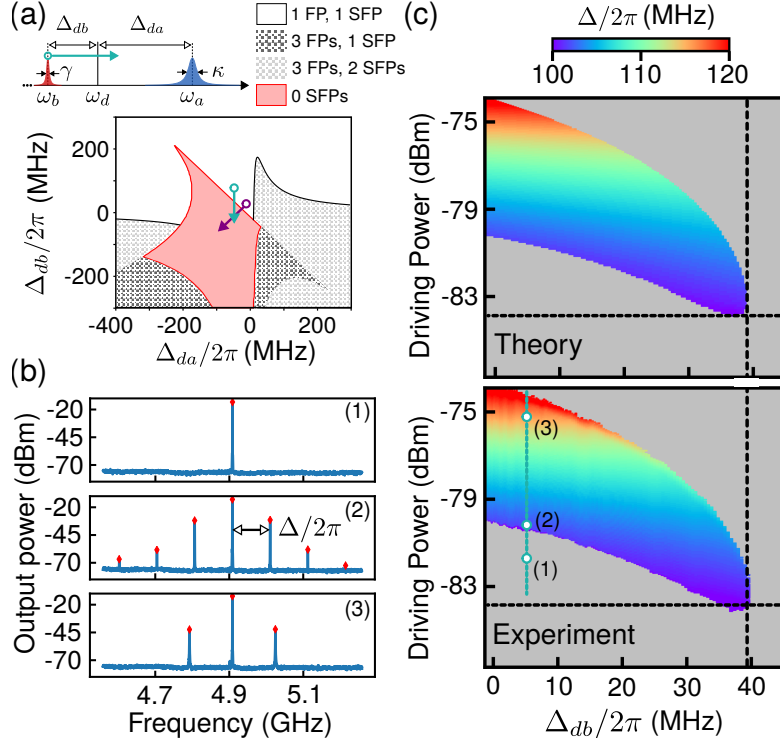 (a)
Δ_db Δ_da
γ κ
ω_b ω_d ω_a
1 FP, 1 SFP
3 FPs, 1 SFP
3 FPs, 2 SFPs
0 SFPs
Δ_db/2π (MHz)
200
0
-200
-400 -200 0 200
Δ_da/2π (MHz)
(b)
Output power (dBm)
-20
-45
-70
(1)
-20
-45
-70
(2)
Δ/2π
-20
-45
-70
(3)
4.7 4.9 5.1
Frequency (GHz)
(c)
Δ/2π (MHz)
100 110 120
Driving Power (dBm)
-75
-79
-83
Theory
Driving Power (dBm)
-75
-79
-83
(3)
(2)
(1)
Experiment
0 10 20 30 40
Δ_db/2π (MHz)